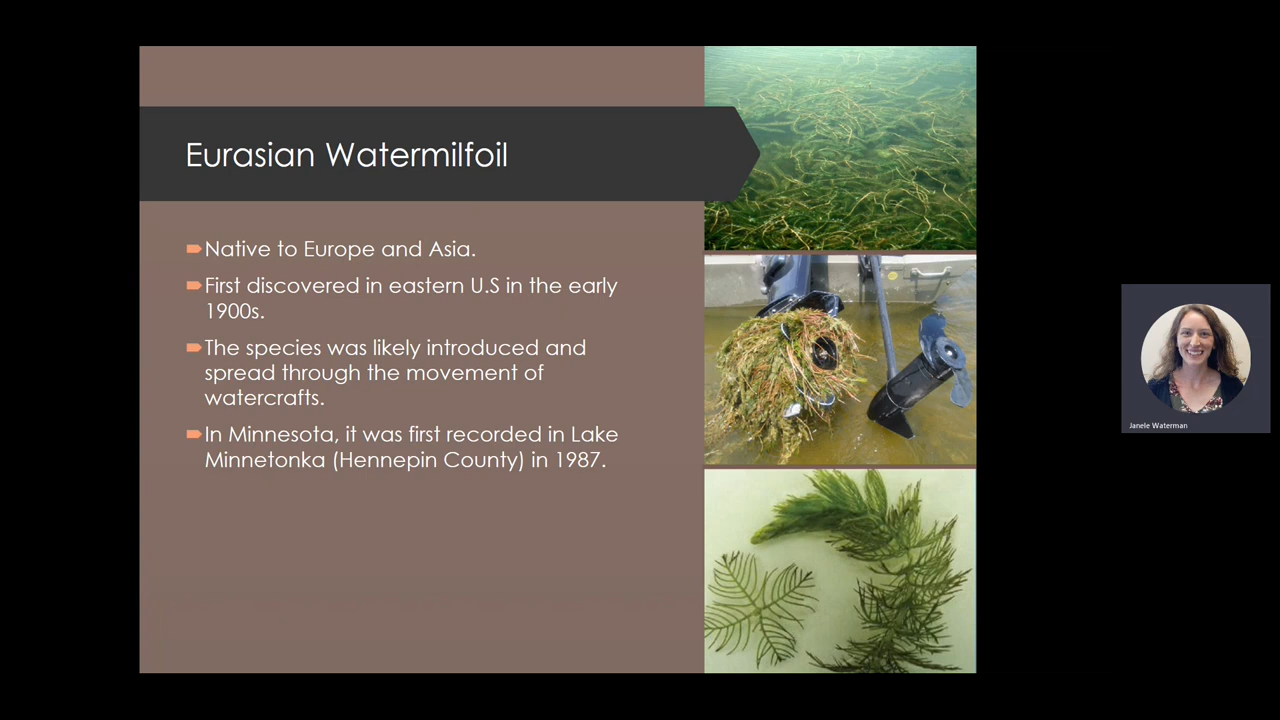 Eurasian Watermilfoil
Native to Europe and Asia.
First discovered in eastern U.S in the early
1900s.
The species was likely introduced and
spread through the movement of
watercrafts.
In Minnesota, it was first recorded in Lake
Minnetonka (Hennepin County) in 1987.
Janele Waterman